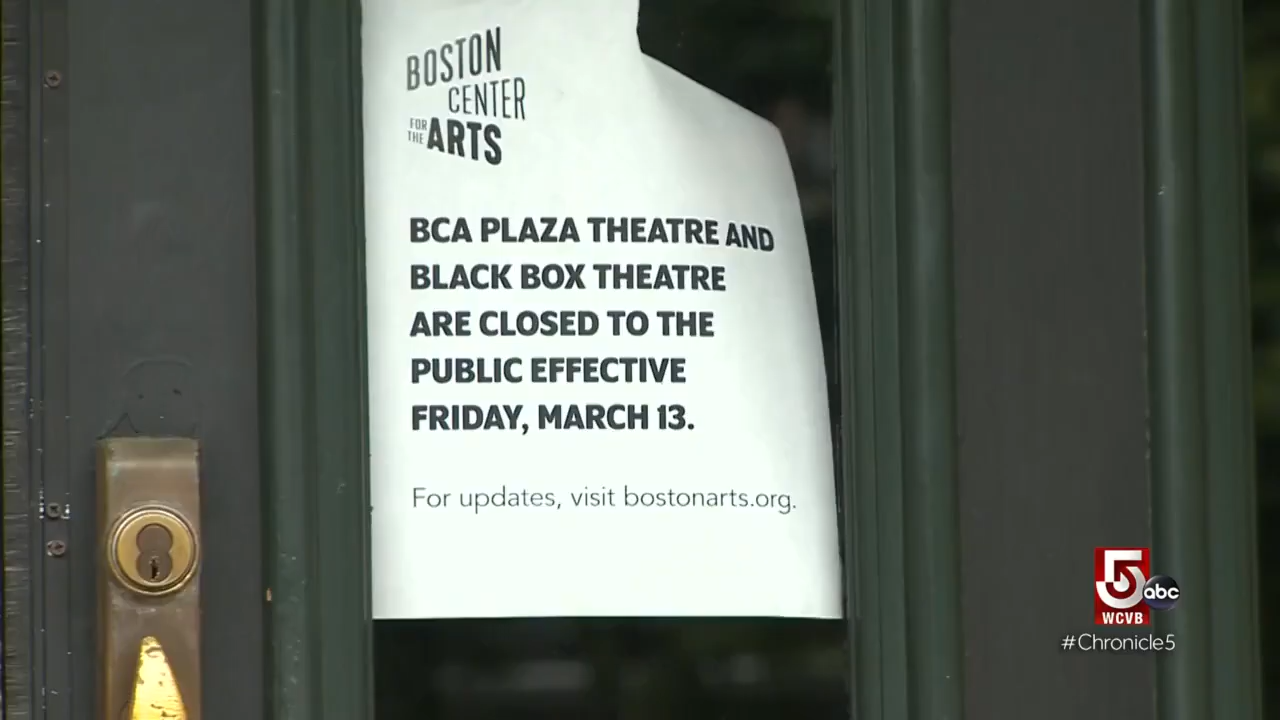 BOSTON
CENTER
FOR
THE ARTS
BCA PLAZA THEATRE AND
BLACK BOX THEATRE
ARE CLOSED TO THE
PUBLIC EFFECTIVE
FRIDAY, MARCH 13.
For updates, visit bostonarts.org.
5 abc
WCVB
#Chronicle5